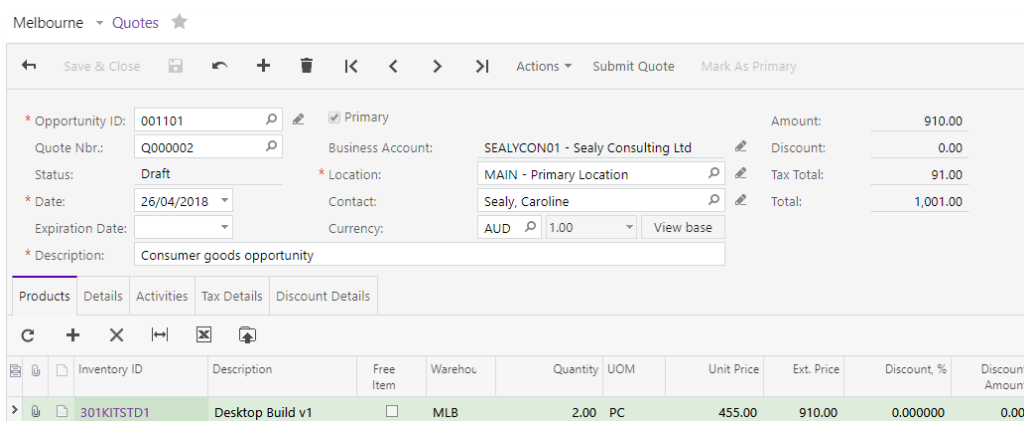 Melbourne Quotes
Save & Close Actions Submit Quote Mark As Primary
* Opportunity ID: 001101 Primary Amount: 910.00
Quote Nbr.: Q000002 Business Account: SEALYCON01 - Sealy Consulting Ltd Discount: 0.00
Status: Draft * Location: MAIN - Primary Location Tax Total: 91.00
* Date: 26/04/2018 Contact: Sealy, Caroline Total: 1,001.00
Expiration Date: Currency: AUD 1.00 View base
* Description: Consumer goods opportunity
Products Details Activities Tax Details Discount Details
Inventory ID Description Free Item Warehou Quantity UOM Unit Price Ext. Price Discount, % Discoun Amoun
301KITSTD1 Desktop Build v1 MLB 2.00 PC 455.00 910.00 0.000000 0.00